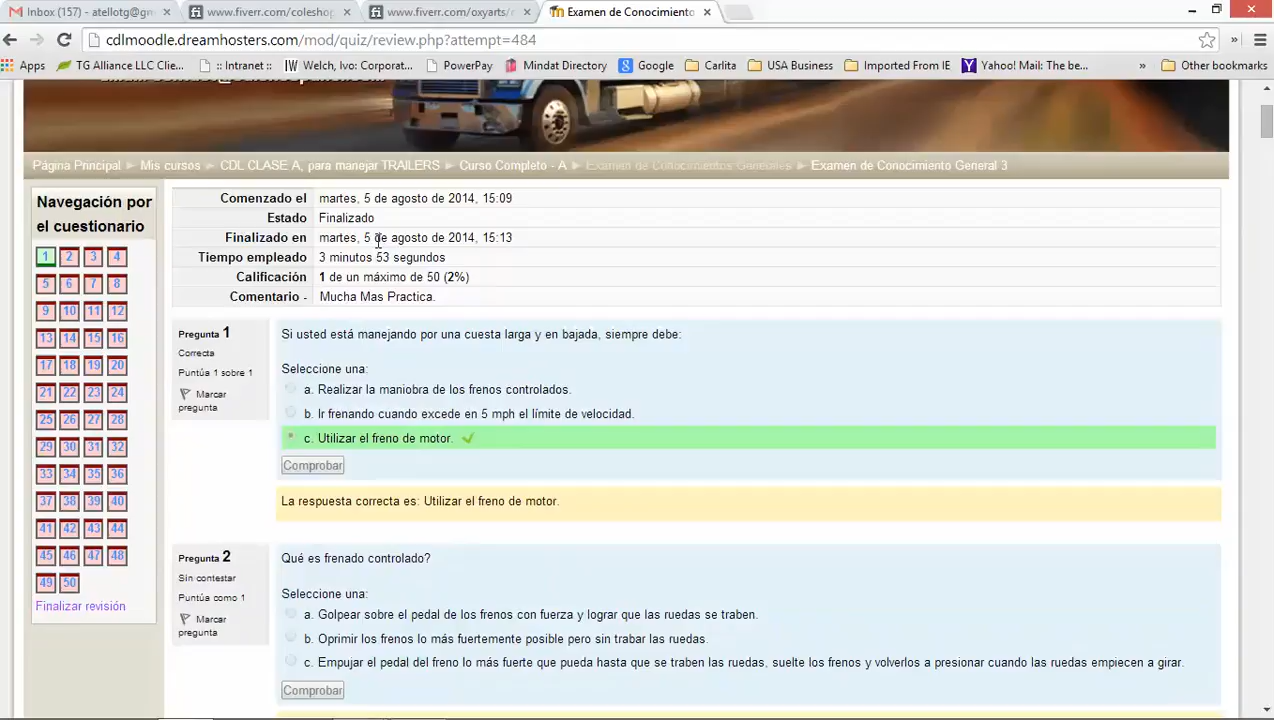 Inbox (157) - atellotg@gm
www.fiverr.com/coleshop
www.fiverr.com/oxyarts/
Examen de Conocimiento
cdlmoodle.dreamhosters.com/mod/quiz/review.php?attempt=484
Apps TG Alliance LLC Clie... :: Intranet :: Welch, Ivo: Corporat... PowerPay Mindat Directory Google Carlita USA Business Imported From IE Yahoo! Mail: The be... » Other bookmarks
Página Principal ► Mis cursos ► CDL CLASE A, para manejar TRAILERS ► Curso Completo - A ► Examen de Conocimientos Generales ► Examen de Conocimiento General 3
Navegación por
el cuestionario
1 2 3 4
5 6 7 8
9 10 11 12
13 14 15 16
17 18 19 20
21 22 23 24
25 26 27 28
29 30 31 32
33 34 35 36
37 38 39 40
41 42 43 44
45 46 47 48
49 50
Finalizar revisión
Comenzado el martes, 5 de agosto de 2014, 15:09
Estado Finalizado
Finalizado en martes, 5 de agosto de 2014, 15:13
Tiempo empleado 3 minutos 53 segundos
Calificación 1 de un máximo de 50 (2%)
Comentario - Mucha Mas Practica.
Pregunta 1
Correcta
Puntúa 1 sobre 1
Marcar
pregunta
Si usted está manejando por una cuesta larga y en bajada, siempre debe:
Seleccione una:
a. Realizar la maniobra de los frenos controlados.
b. Ir frenando cuando excede en 5 mph el límite de velocidad.
c. Utilizar el freno de motor.
Comprobar
La respuesta correcta es: Utilizar el freno de motor.
Pregunta 2
Sin contestar
Puntúa como 1
Marcar
pregunta
Qué es frenado controlado?
Seleccione una:
a. Golpear sobre el pedal de los frenos con fuerza y lograr que las ruedas se traben.
b. Oprimir los frenos lo más fuertemente posible pero sin trabar las ruedas.
c. Empujar el pedal del freno lo más fuerte que pueda hasta que se traben las ruedas, suelte los frenos y volverlos a presionar cuando las ruedas empiecen a girar.
Comprobar